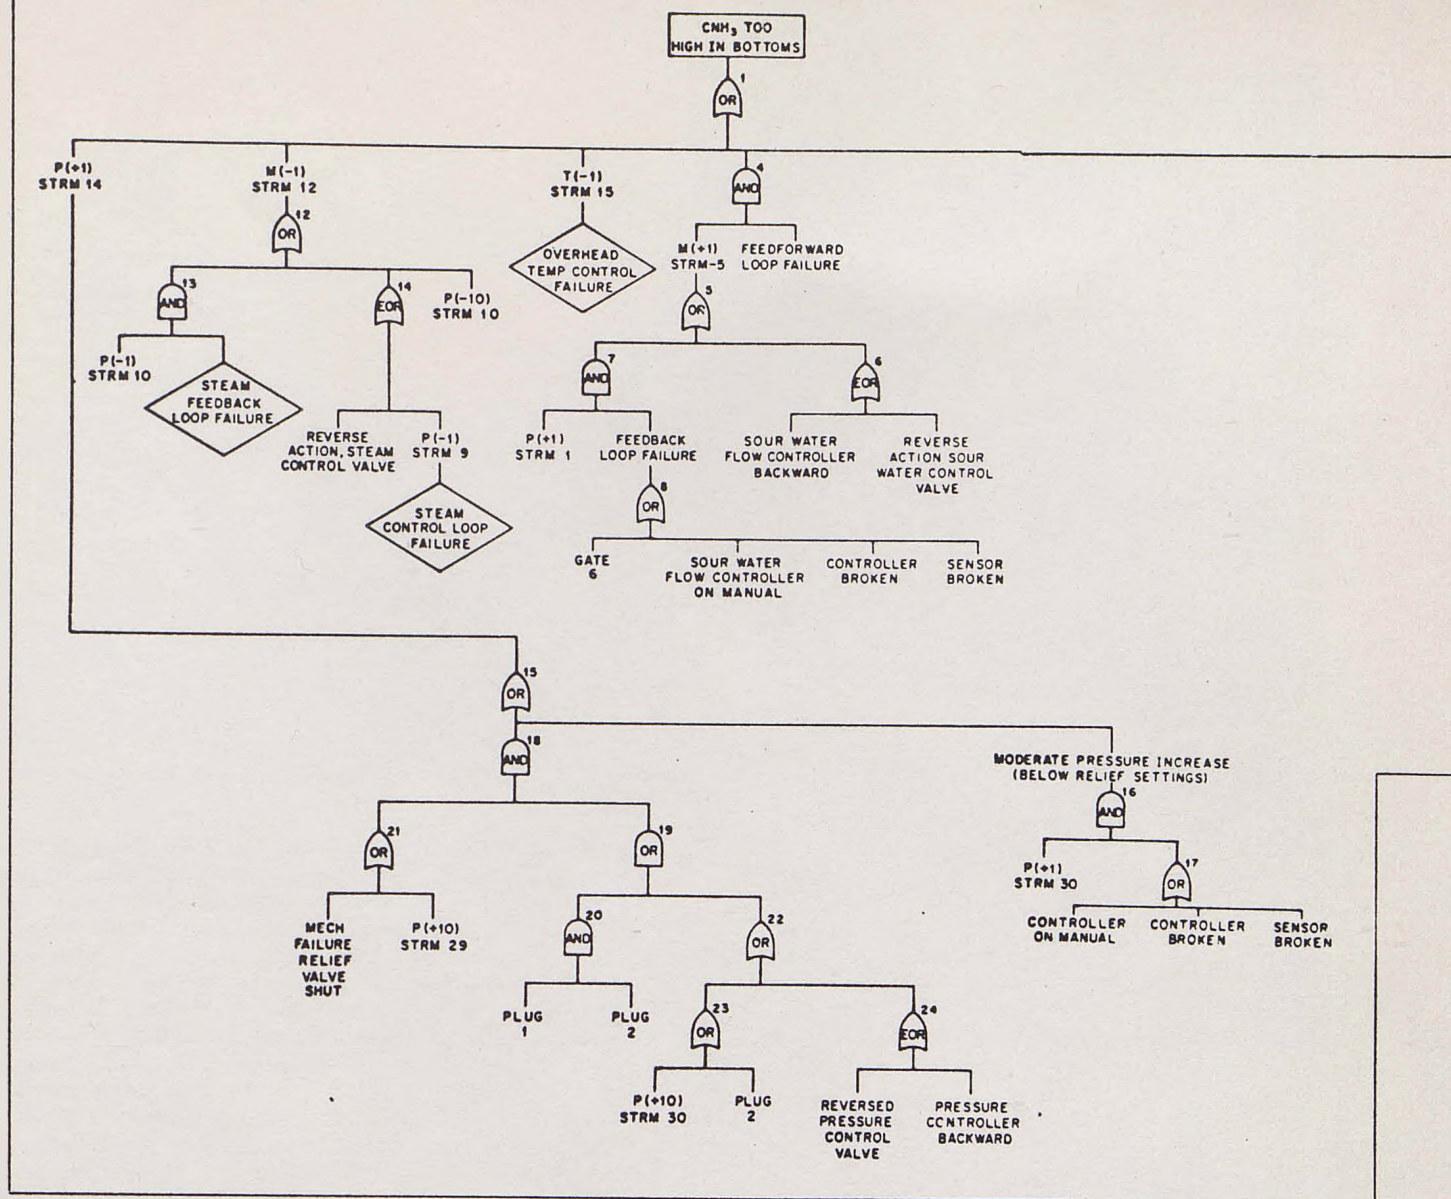 CNH₃ TOO
HIGH IN BOTTOMS
1
OR
P(+1)
STRM 14
M(-1)
STRM 12
T(-1)
STRM 15
4
AND
12
OR
OVERHEAD
TEMP CONTROL
FAILURE
M(+1)
STRM-5
FEEDFORWARD
LOOP FAILURE
13
AND
14
EOR
P(-10)
STRM 10
5
OR
P(-1)
STRM 10
STEAM
FEEDBACK
LOOP FAILURE
7
AND
6
EOR
REVERSE
ACTION, STEAM
CONTROL VALVE
P(-1)
STRM 9
P(+1)
STRM 1
FEEDBACK
LOOP FAILURE
SOUR WATER
FLOW CONTROLLER
BACKWARD
REVERSE
ACTION SOUR
WATER CONTROL
VALVE
STEAM
CONTROL LOOP
FAILURE
8
OR
GATE
6
SOUR WATER
FLOW CONTROLLER
ON MANUAL
CONTROLLER
BROKEN
SENSOR
BROKEN
15
OR
18
AND
MODERATE PRESSURE INCREASE
(BELOW RELIEF SETTINGS)
16
AND
21
OR
19
OR
P(+1)
STRM 30
17
OR
MECH
FAILURE
RELIEF
VALVE
SHUT
P(+10)
STRM 29
20
AND
22
OR
CONTROLLER
ON MANUAL
CONTROLLER
BROKEN
SENSOR
BROKEN
PLUG
1
PLUG
2
23
OR
24
EOR
P(+10)
STRM 30
PLUG
2
REVERSED
PRESSURE
CONTROL
VALVE
PRESSURE
CONTROLLER
BACKWARD